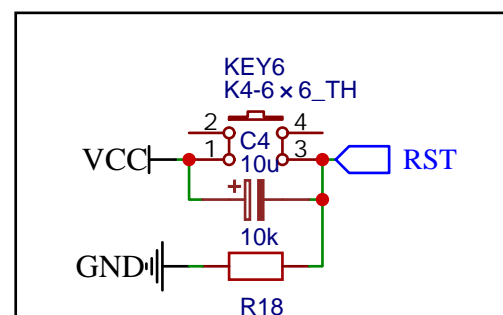 KEY6
K4-6×6_TH
2 4
C4
VCC 1 3 RST
10u
+
10k
GND
R18